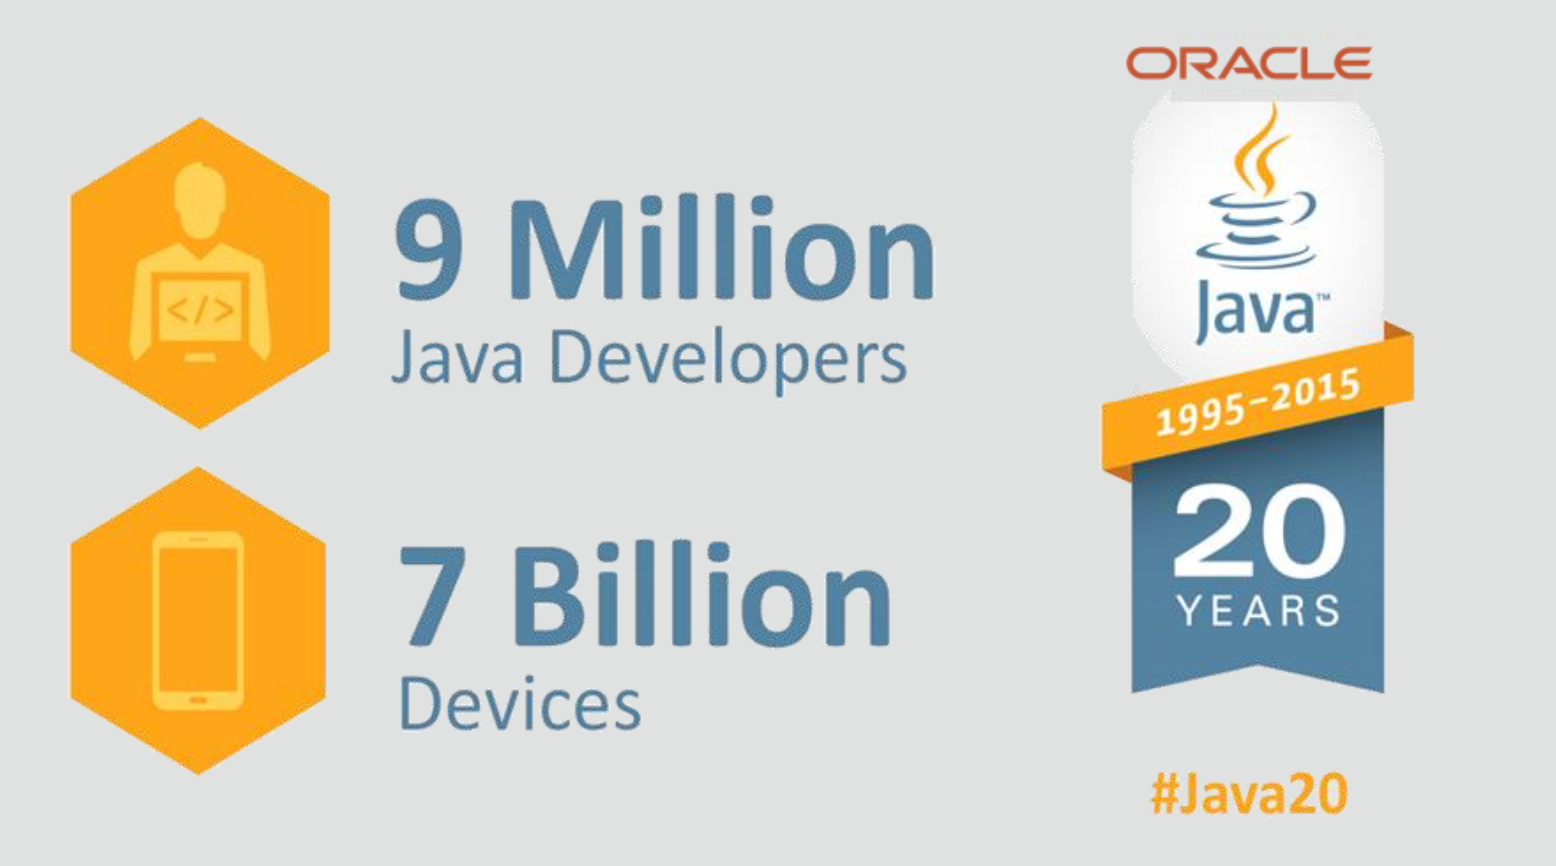 9 Million
Java Developers
</>
7 Billion
Devices
ORACLE
Java™
1995–2015
20
YEARS
#Java20